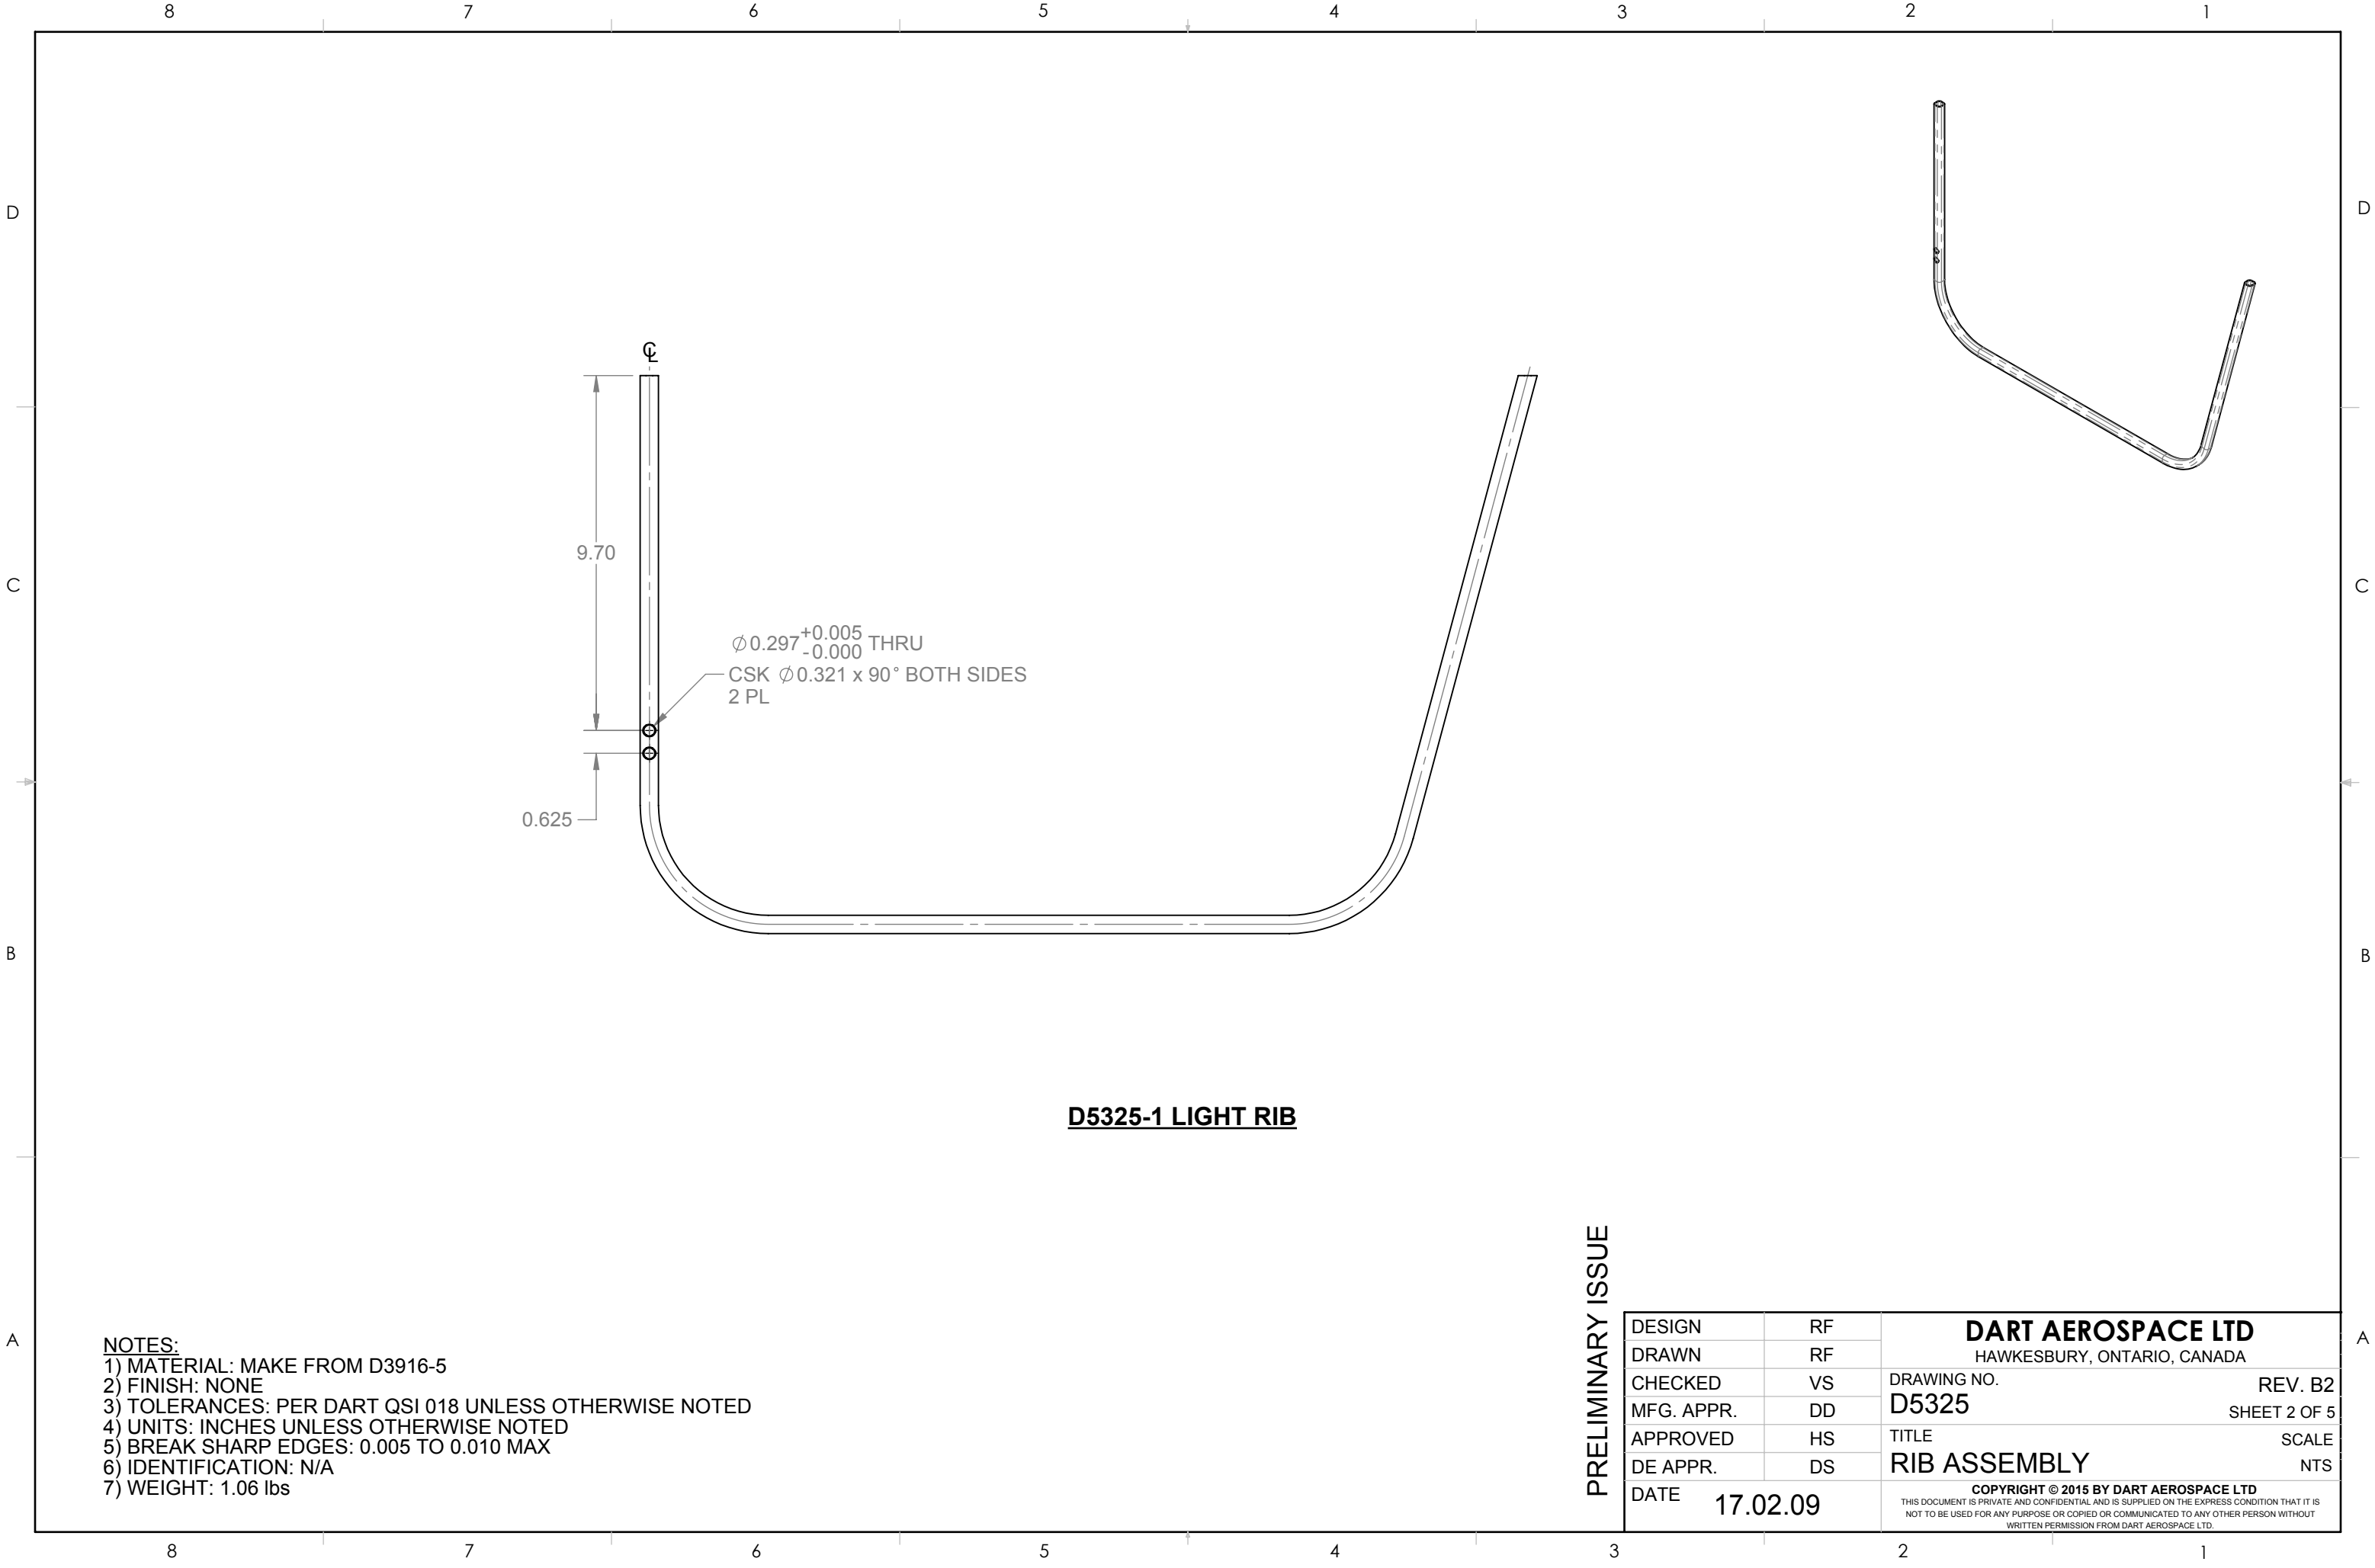 8 7 6 5 4 3 2 1
D D
℄
9.70
C C
∅0.297 +0.005 -0.000 THRU
CSK ∅0.321 x 90° BOTH SIDES
2 PL
0.625
B B
D5325-1 LIGHT RIB
PRELIMINARY ISSUE
A A
NOTES:
1) MATERIAL: MAKE FROM D3916-5
2) FINISH: NONE
3) TOLERANCES: PER DART QSI 018 UNLESS OTHERWISE NOTED
4) UNITS: INCHES UNLESS OTHERWISE NOTED
5) BREAK SHARP EDGES: 0.005 TO 0.010 MAX
6) IDENTIFICATION: N/A
7) WEIGHT: 1.06 lbs
DESIGN RF
DRAWN RF
CHECKED VS
MFG. APPR. DD
APPROVED HS
DE APPR. DS
DATE 17.02.09
DART AEROSPACE LTD
HAWKESBURY, ONTARIO, CANADA
DRAWING NO. REV. B2
D5325 SHEET 2 OF 5
TITLE SCALE
RIB ASSEMBLY NTS
COPYRIGHT © 2015 BY DART AEROSPACE LTD
THIS DOCUMENT IS PRIVATE AND CONFIDENTIAL AND IS SUPPLIED ON THE EXPRESS CONDITION THAT IT IS
NOT TO BE USED FOR ANY PURPOSE OR COPIED OR COMMUNICATED TO ANY OTHER PERSON WITHOUT
WRITTEN PERMISSION FROM DART AEROSPACE LTD.
8 7 6 5 4 3 2 1